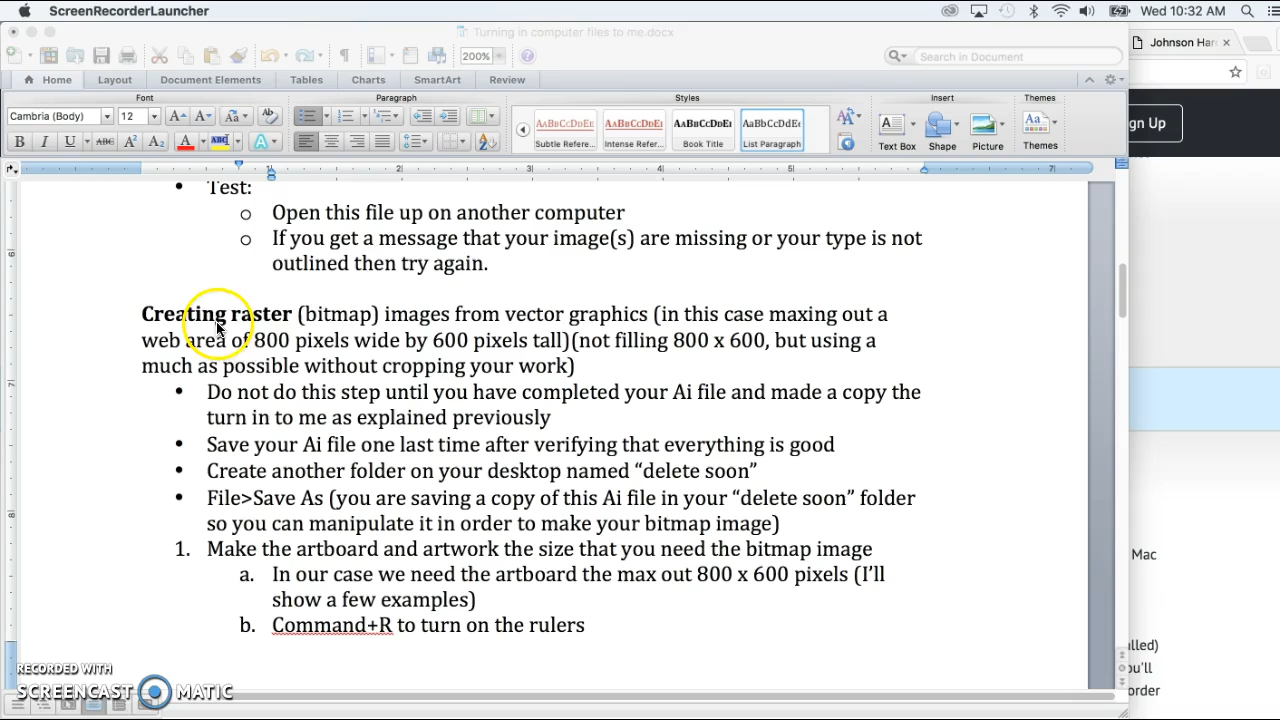 ScreenRecorderLauncher
Wed 10:32 AM
Turning in computer files to me.docx
200%
Search in Document
Johnson Har
Home
Layout
Document Elements
Tables
Charts
SmartArt
Review
Font
Paragraph
Styles
Insert
Themes
Cambria (Body)
12
AaBbCcDdEe
Subtle Refere...
AaBbCcDdEe
Intense Refer...
AaBbCcDdEe
Book Title
AaBbCcDdEe
List Paragraph
Text Box
Shape
Picture
Themes
gn Up
• Test:
o Open this file up on another computer
o If you get a message that your image(s) are missing or your type is not
outlined then try again.
Creating raster (bitmap) images from vector graphics (in this case maxing out a
web area of 800 pixels wide by 600 pixels tall)(not filling 800 x 600, but using a
much as possible without cropping your work)
• Do not do this step until you have completed your Ai file and made a copy the
turn in to me as explained previously
• Save your Ai file one last time after verifying that everything is good
• Create another folder on your desktop named “delete soon”
• File>Save As (you are saving a copy of this Ai file in your “delete soon” folder
so you can manipulate it in order to make your bitmap image)
1. Make the artboard and artwork the size that you need the bitmap image
a. In our case we need the artboard the max out 800 x 600 pixels (I’ll
show a few examples)
b. Command+R to turn on the rulers
Mac
lled)
u'll
order
RECORDED WITH
SCREENCAST MATIC